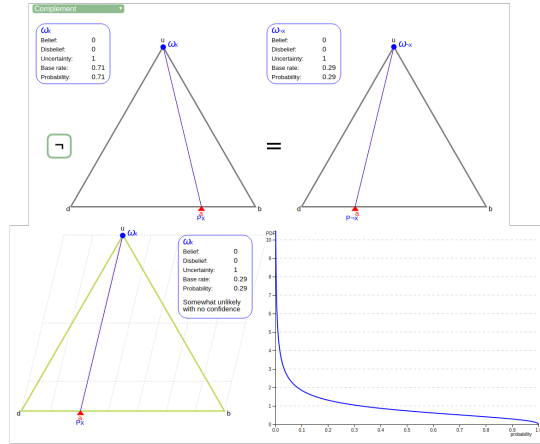 Complement
ωx
Belief: 0
Disbelief: 0
Uncertainty: 1
Base rate: 0.71
Probability: 0.71
u
ωx
d
a
b
Px
¬
=
ω¬x
Belief: 0
Disbelief: 0
Uncertainty: 1
Base rate: 0.29
Probability: 0.29
u
ω¬x
d
a
b
P¬x
u
ωx
d
a
b
Px
ωx
Belief: 0
Disbelief: 0
Uncertainty: 1
Base rate: 0.29
Probability: 0.29
Somewhat unlikely
with no confidence
PDF
10
9
8
7
6
5
4
3
2
1
0
0.0 0.1 0.2 0.3 0.4 0.5 0.6 0.7 0.8 0.9 1.0
probability